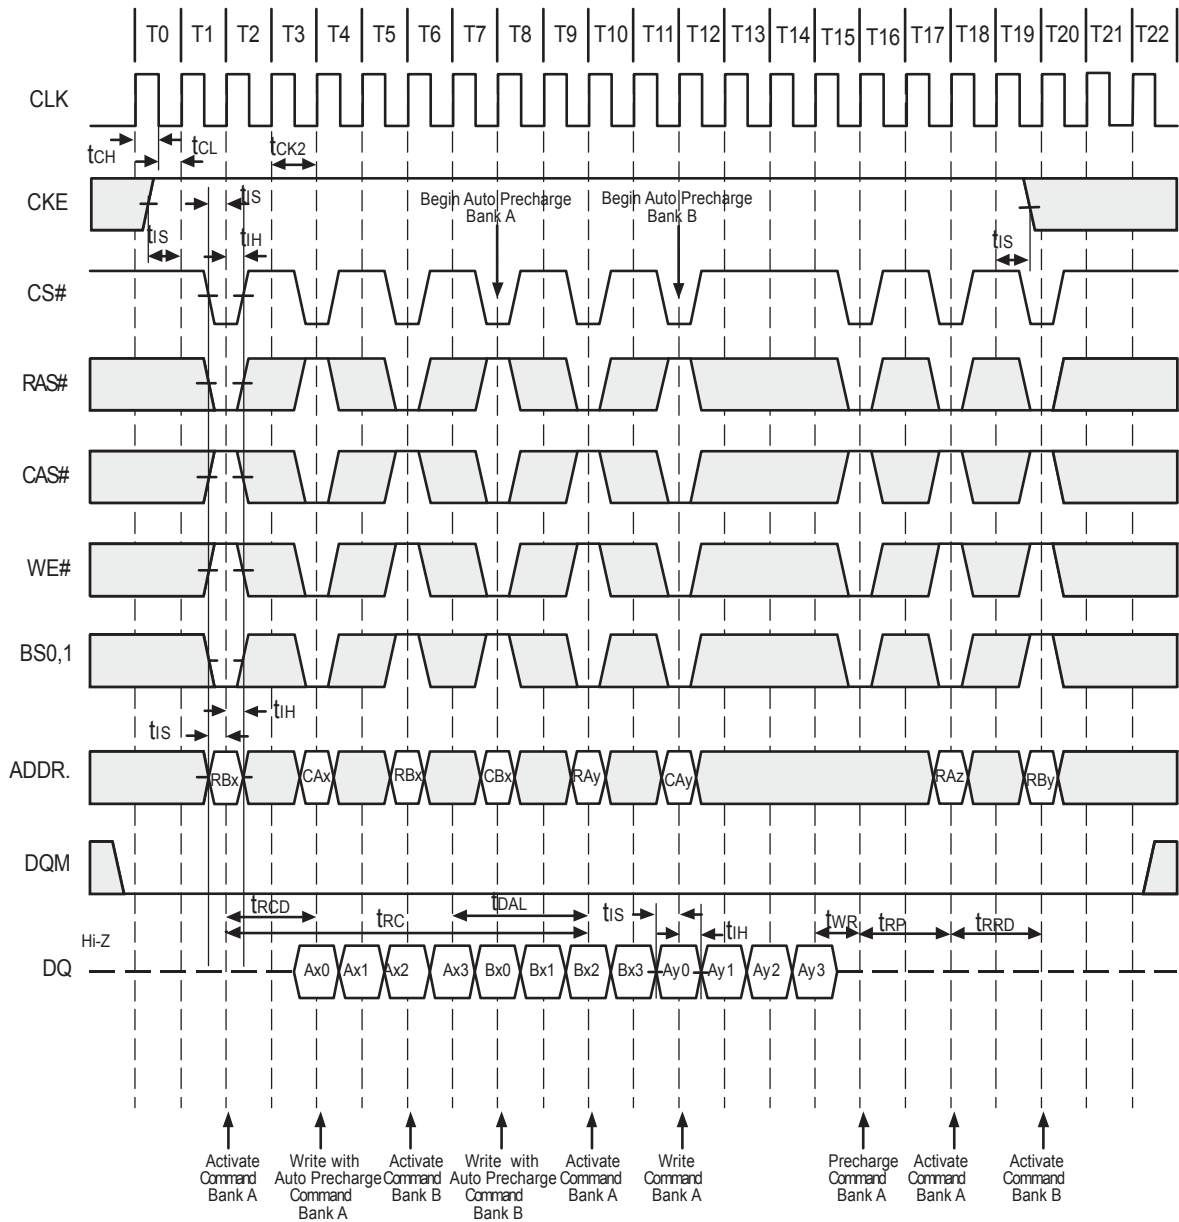 T0 T1 T2 T3 T4 T5 T6 T7 T8 T9 T10 T11 T12 T13 T14 T15 T16 T17 T18 T19 T20 T21 T22
CLK
tCH tCL tCK2
CKE
tIS
Begin Auto Precharge
Bank A
Begin Auto Precharge
Bank B
tIS tIH tIS
CS#
RAS#
CAS#
WE#
BS0,1
tIH
tIS
ADDR.
RBx CAx RBx CBx RAy CAy RAz RBy
DQM
tRCD tRC tDAL tIS tIH tWR tRP tRRD
Hi-Z
DQ
Ax0 Ax1 Ax2 Ax3 Bx0 Bx1 Bx2 Bx3 Ay0 Ay1 Ay2 Ay3
Activate
Command
Bank A
Write with
Auto Precharge
Command
Bank A
Activate
Command
Bank B
Write with
Auto Precharge
Command
Bank B
Activate
Command
Bank A
Write
Command
Bank A
Precharge
Command
Bank A
Activate
Command
Bank A
Activate
Command
Bank B